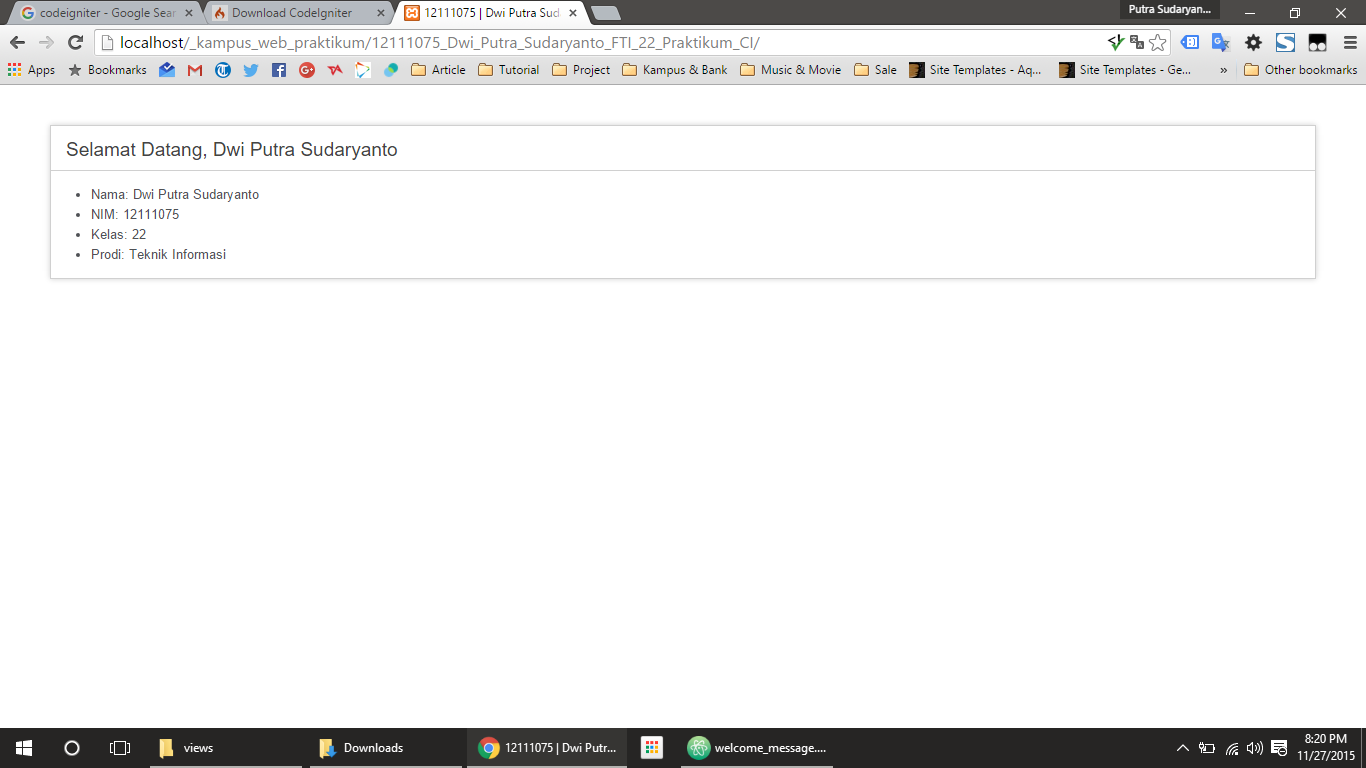 codeigniter - Google Sear
Download CodeIgniter
12111075 | Dwi Putra Sud
Putra Sudaryan...
localhost/_kampus_web_praktikum/12111075_Dwi_Putra_Sudaryanto_FTI_22_Praktikum_CI/
Apps Bookmarks Article Tutorial Project Kampus & Bank Music & Movie Sale Site Templates - Aq... Site Templates - Ge... » Other bookmarks
Selamat Datang, Dwi Putra Sudaryanto
• Nama: Dwi Putra Sudaryanto
• NIM: 12111075
• Kelas: 22
• Prodi: Teknik Informasi
views Downloads 12111075 | Dwi Putr... welcome_message....
8:20 PM
11/27/2015